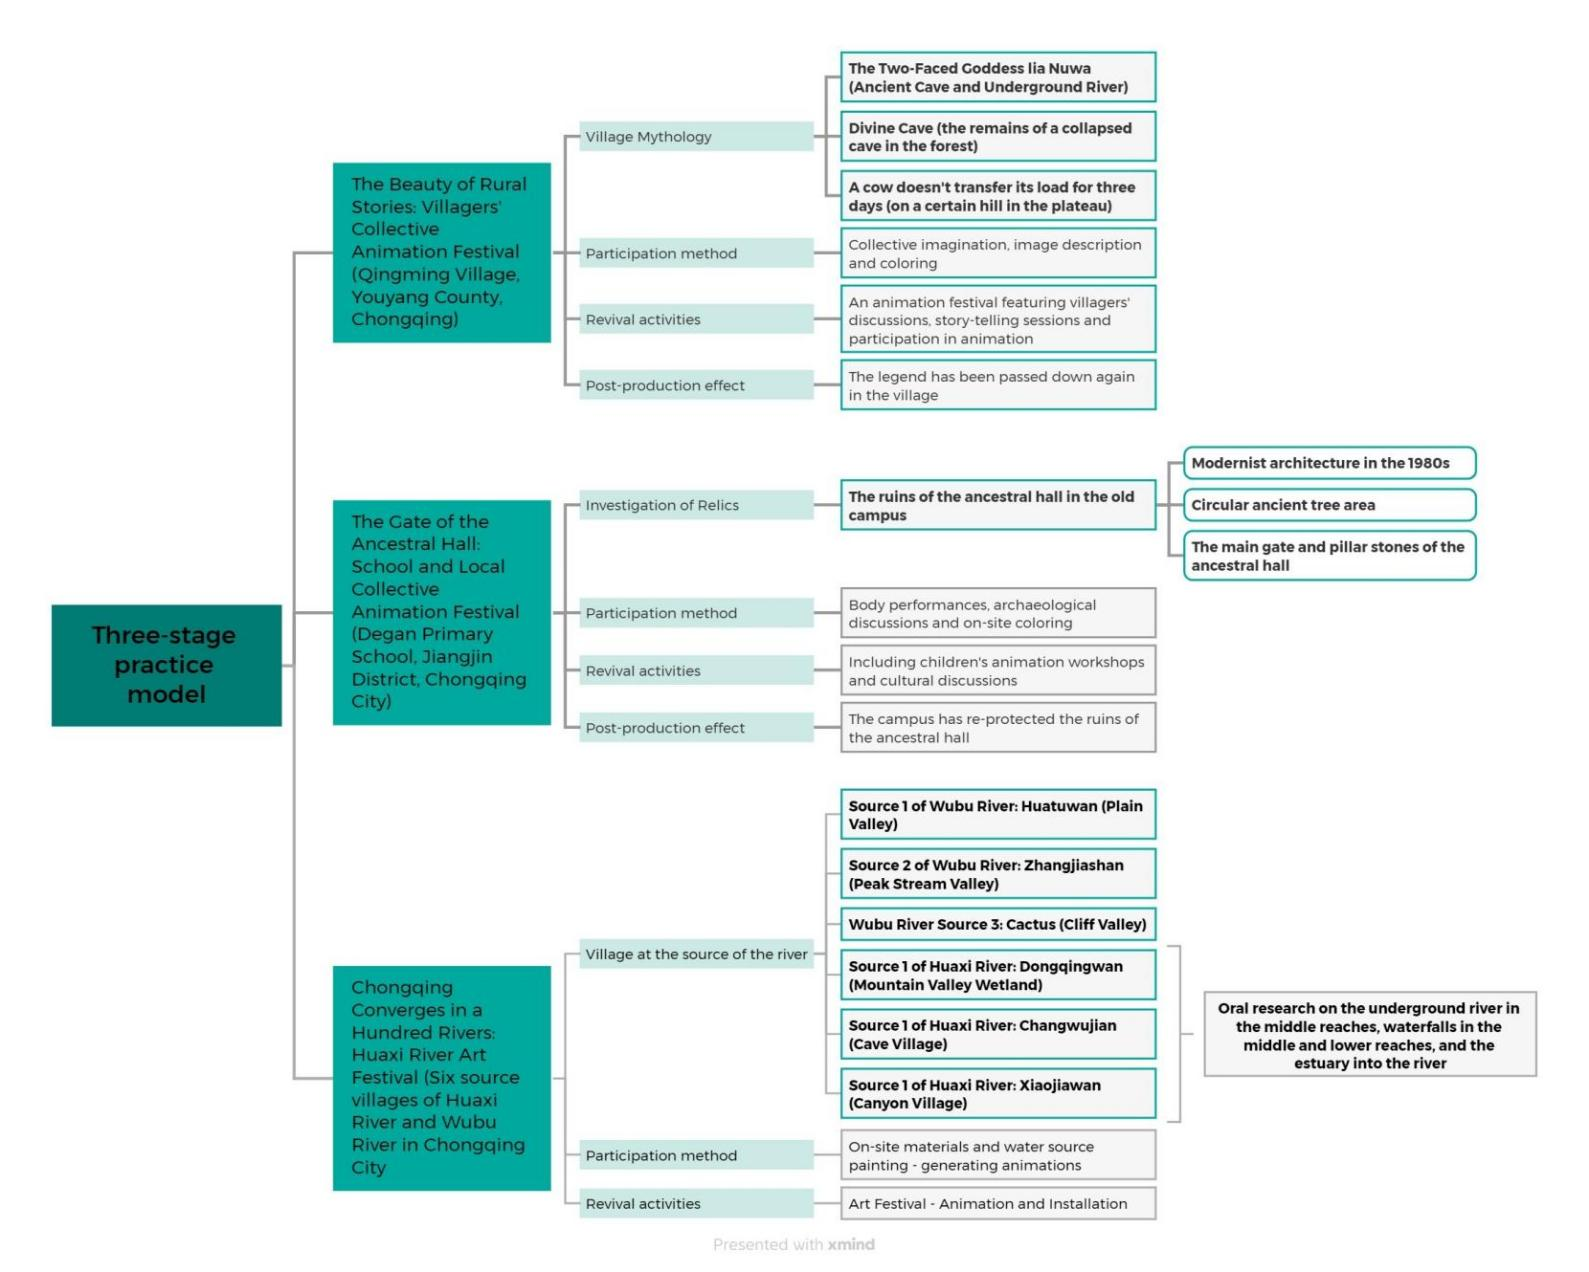 Three-stage
practice
model
The Beauty of Rural
Stories: Villagers'
Collective
Animation Festival
(Qingming Village,
Youyang County,
Chongqing)
Village Mythology
The Two-Faced Goddess lia Nuwa
(Ancient Cave and Underground River)
Divine Cave (the remains of a collapsed
cave in the forest)
A cow doesn't transfer its load for three
days (on a certain hill in the plateau)
Participation method
Collective imagination, image description
and coloring
Revival activities
An animation festival featuring villagers'
discussions, story-telling sessions and
participation in animation
Post-production effect
The legend has been passed down again
in the village
The Gate of the
Ancestral Hall:
School and Local
Collective
Animation Festival
(Degan Primary
School, Jiangjin
District, Chongqing
City)
Investigation of Relics
The ruins of the ancestral hall in the old
campus
Modernist architecture in the 1980s
Circular ancient tree area
The main gate and pillar stones of the
ancestral hall
Participation method
Body performances, archaeological
discussions and on-site coloring
Revival activities
Including children's animation workshops
and cultural discussions
Post-production effect
The campus has re-protected the ruins of
the ancestral hall
Chongqing
Converges in a
Hundred Rivers:
Huaxi River Art
Festival (Six source
villages of Huaxi
River and Wubu
River in Chongqing
City
Village at the source of the river
Source 1 of Wubu River: Huatuwan (Plain
Valley)
Source 2 of Wubu River: Zhangjiashan
(Peak Stream Valley)
Wubu River Source 3: Cactus (Cliff Valley)
Source 1 of Huaxi River: Dongqingwan
(Mountain Valley Wetland)
Source 1 of Huaxi River: Changwujian
(Cave Village)
Source 1 of Huaxi River: Xiaojiawan
(Canyon Village)
Oral research on the underground river in
the middle reaches, waterfalls in the
middle and lower reaches, and the
estuary into the river
Participation method
On-site materials and water source
painting - generating animations
Revival activities
Art Festival - Animation and Installation
Presented with xmind